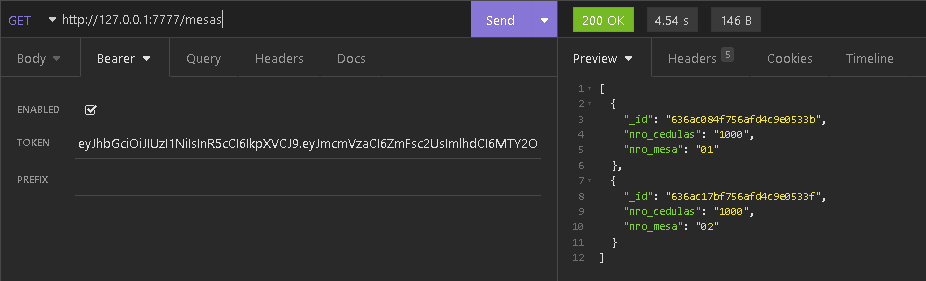 GET http://127.0.0.1:7777/mesas Send 200 OK 4.54 s 146 B
Body Bearer Query Headers Docs
ENABLED
TOKEN eyJhbGciOiJIUzI1NiIsInR5cCI6IkpXVCJ9.eyJmcmVzaCI6ZmFsc2UsImlhdCI6MTY2O
PREFIX
Preview Headers 5 Cookies Timeline
1 [
2 {
3 "_id": "636ac084f756afd4c9e0533b",
4 "nro_cedulas": "1000",
5 "nro_mesa": "01"
6 },
7 {
8 "_id": "636ac17bf756afd4c9e0533f",
9 "nro_cedulas": "1000",
10 "nro_mesa": "02"
11 }
12 ]